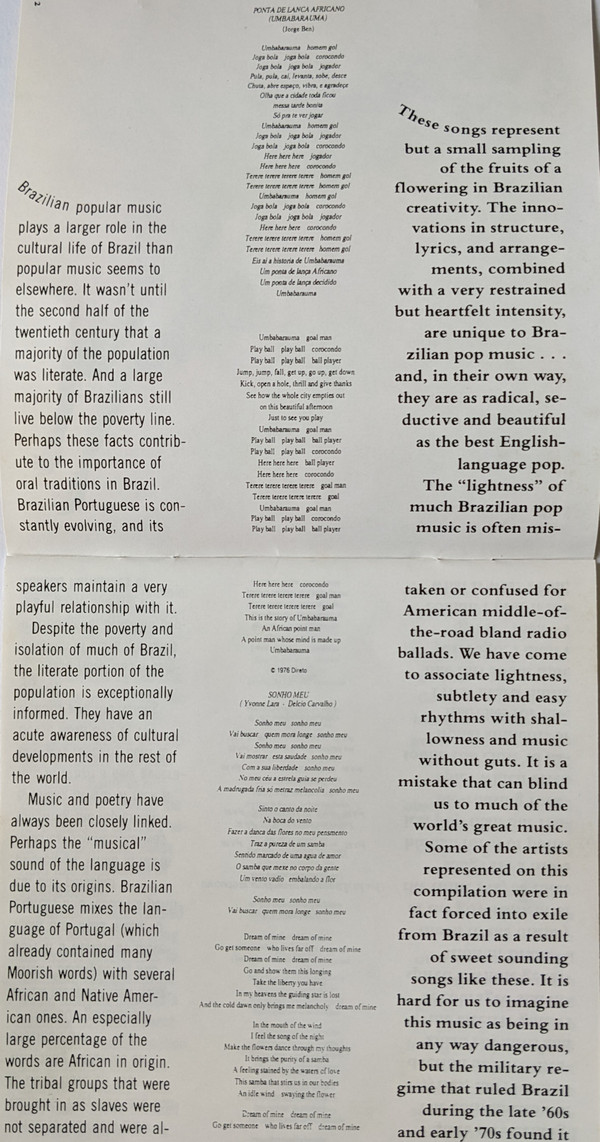 2
Brazilian popular music
plays a larger role in the
cultural life of Brazil than
popular music seems to
elsewhere. It wasn't until
the second half of the
twentieth century that a
majority of the population
was literate. And a large
majority of Brazilians still
live below the poverty line.
Perhaps these facts contrib-
ute to the importance of
oral traditions in Brazil.
Brazilian Portuguese is con-
stantly evolving, and its
speakers maintain a very
playful relationship with it.
Despite the poverty and
isolation of much of Brazil,
the literate portion of the
population is exceptionally
informed. They have an
acute awareness of cultural
developments in the rest of
the world.
Music and poetry have
always been closely linked.
Perhaps the "musical"
sound of the language is
due to its origins. Brazilian
Portuguese mixes the lan-
guage of Portugal (which
already contained many
Moorish words) with several
African and Native Amer-
ican ones. An especially
large percentage of the
words are African in origin.
The tribal groups that were
brought in as slaves were
not separated and were al-
PONTA DE LANCA AFRICANO
(UMBABARAUMA)
(Jorge Ben)
Umbabarauma homem gol
Joga bola joga bola corocondo
Joga bola joga bola jogador
Pula, pula, cai, levanta, sobe, desce
Chuta, abre espaço, vibra, e agradeçe
Olha que a cidade toda ficou
nessa tarde bonita
Só pra te ver jogar
Umbabarauma homem gol
Joga bola joga bola jogador
Joga bola joga bola corocondo
Here here here jogador
Here here here corocondo
Terere terere terere terere homem gol
Terere terere terere terere homem gol
Umbabarauma homem gol
Joga bola joga bola corocondo
Joga bola joga bola jogador
Here here here corocondo
Terere terere terere terere homem gol
Terere terere terere terere homem gol
Eis ai a historia de Umbabarauma
Um ponta de lança Africano
Um ponta de lança decidido
Umbabarauma
Umbabarauma goal man
Play ball play ball corocondo
Play ball play ball ball player
Jump, jump, fall, get up, go up, get down
Kick, open a hole, thrill and give thanks
See how the whole city empties out
on this beautiful afternoon
Just to see you play
Umbabarauma goal man
Play ball play ball ball player
Play ball play ball corocondo
Here here here ball player
Here here here corocondo
Terere terere terere terere goal man
Terere terere terere terere goal
Umbabarauma goal man
Play ball play ball corocondo
Play ball play ball ball player
Here here here corocondo
Terere terere terere terere goal man
Terere terere terere terere goal
This is the story of Umbabarauma
An African point man
A point man whose mind is made up
Umbabarauma
© 1976 Direto
SONHO MEU
( Yvonne Lara - Delcio Carvalho )
Sonho meu sonho meu
Vai buscar quem mora longe sonho meu
Sonho meu sonho meu
Vai mostrar esta saudade sonho meu
Com a sua liberdade sonho meu
No meu céu a estrela guia se perdeu
A madrugada fria só metraz melancolia sonho meu
Sinto o canto da noite
Na boca do vento
Fazer a danca das flores no meu pensmento
Traz a pureza de um samba
Sentido marcado de uma agua de amor
O samba que mexe no corpo da gente
Um vento vadio embalando a flor
Sonho meu sonho meu
Vai buscar quem mora longe sonho meu
Dream of mine dream of mine
Go get someone who lives far off dream of mine
Dream of mine dream of mine
Go and show them this longing
Take the liberty you have
In my heavens the guiding star is lost
And the cold dawn only brings me melancholy dream of mine
In the mouth of the wind
I feel the song of the night
Make the flowers dance through my thoughts
It brings the purity of a samba
A feeling stained by the waters of love
This samba that stirs us in our bodies
An idle wind swaying the flower
Dream of mine dream of mine
Go get someone who lives far off dream of mine
These songs represent
but a small sampling
of the fruits of a
flowering in Brazilian
creativity. The inno-
vations in structure,
lyrics, and arrange-
ments, combined
with a very restrained
but heartfelt intensity,
are unique to Bra-
zilian pop music . . .
and, in their own way,
they are as radical, se-
ductive and beautiful
as the best English-
language pop.
The "lightness" of
much Brazilian pop
music is often mis-
taken or confused for
American middle-of-
the-road bland radio
ballads. We have come
to associate lightness,
subtlety and easy
rhythms with shal-
lowness and music
without guts. It is a
mistake that can blind
us to much of the
world's great music.
Some of the artists
represented on this
compilation were in
fact forced into exile
from Brazil as a result
of sweet sounding
songs like these. It is
hard for us to imagine
this music as being in
any way dangerous,
but the military re-
gime that ruled Brazil
during the late '60s
and early '70s found it